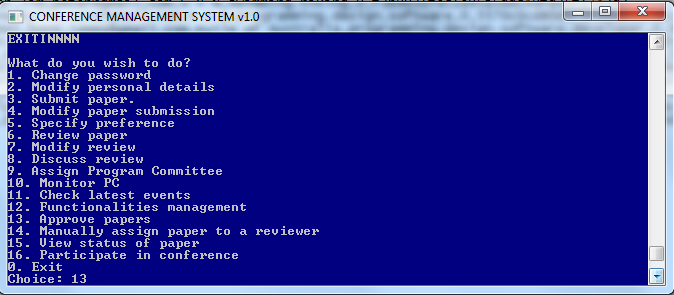 CONFERENCE MANAGEMENT SYSTEM v1.0
EXITINNNN
What do you wish to do?
1. Change password
2. Modify personal details
3. Submit paper.
4. Modify paper submission
5. Specify preference
6. Review paper
7. Modify review
8. Discuss review
9. Assign Program Committee
10. Monitor PC
11. Check latest events
12. Functionalities management
13. Approve papers
14. Manually assign paper to a reviewer
15. View status of paper
16. Participate in conference
0. Exit
Choice: 13